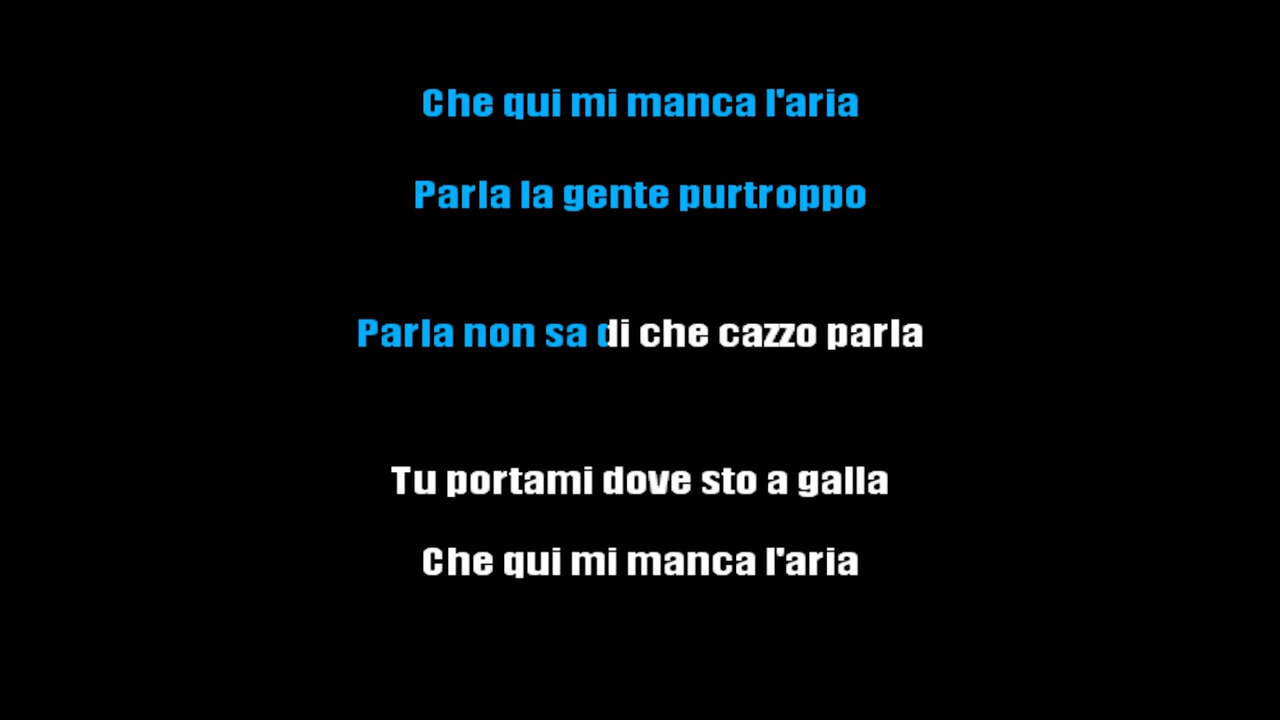 Che qui mi manca l'aria
Parla la gente purtroppo
Parla non sa di che cazzo parla
Tu portami dove sto a galla
Che qui mi manca l'aria